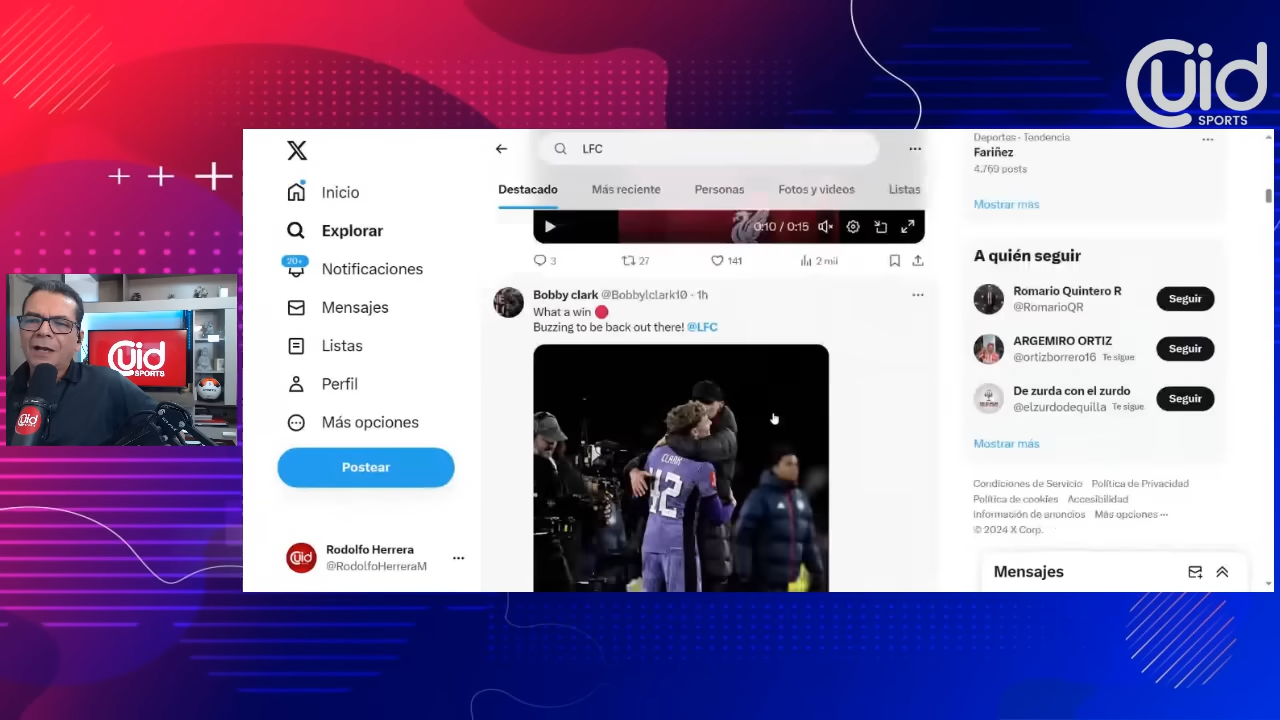 Cuid
SPORTS
Cuid
SPORTS
Cuid
X
Inicio
Explorar
20+
Notificaciones
Mensajes
Listas
Perfil
Más opciones
Postear
Rodolfo Herrera
@RodolfoHerreraM
LFC
Destacado
Más reciente
Personas
Fotos y videos
Listas
0:10 / 0:15
3
27
141
2 mil
Bobby clark @Bobbylclark10 · 1h
What a win
Buzzing to be back out there! @LFC
CLARK
42
Deportes · Tendencia
Fariñez
4.769 posts
Mostrar más
A quién seguir
Romario Quintero R
@RomarioQR
Seguir
ARGEMIRO ORTIZ
@ortizborrero16 Te sigue
Seguir
De zurda con el zurdo
@elzurdodequilla Te sigue
Seguir
Mostrar más
Condiciones de Servicio Política de Privacidad
Política de cookies Accesibilidad
Información de anuncios Más opciones ···
© 2024 X Corp.
Mensajes